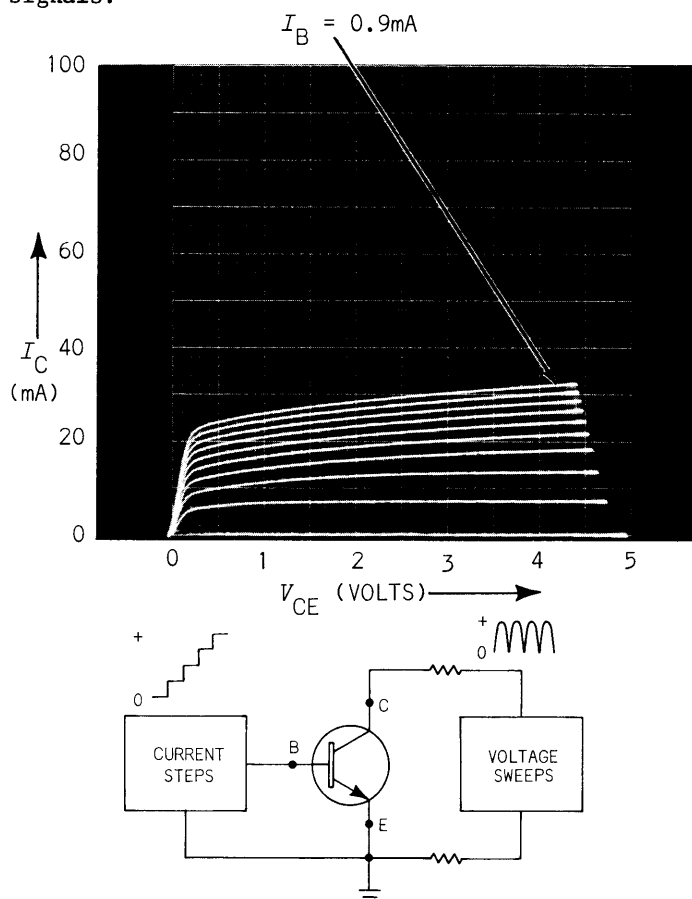 signals.
I_B = 0.9mA
100
80
60
40
20
0
I_C
(mA)
0 1 2 3 4 5
V_CE (VOLTS)
+
0
+
0
C
CURRENT
STEPS
B
VOLTAGE
SWEEPS
E